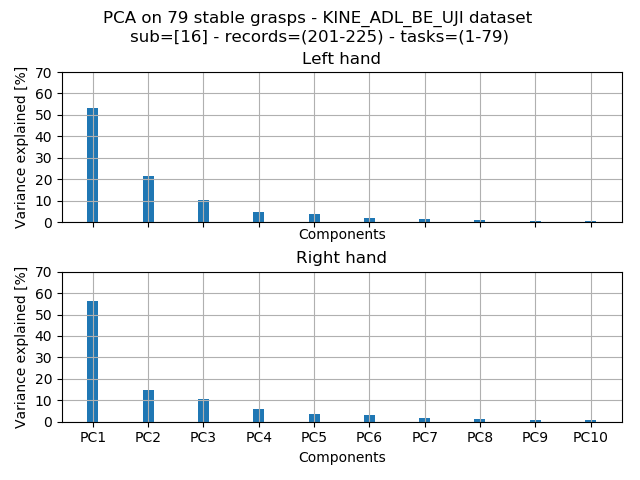 PCA on 79 stable grasps - KINE_ADL_BE_UJI dataset
sub=[16] - records=(201-225) - tasks=(1-79)
Left hand
Variance explained [%]
70
60
50
40
30
20
10
0
Components
Right hand
Variance explained [%]
70
60
50
40
30
20
10
0
PC1 PC2 PC3 PC4 PC5 PC6 PC7 PC8 PC9 PC10
Components